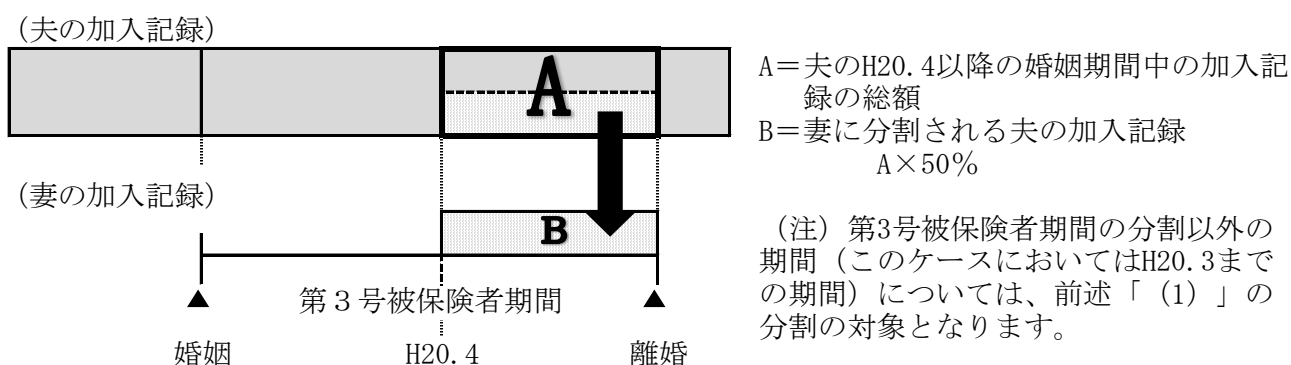 （夫の加入記録）
A
A＝夫のH20.4以降の婚姻期間中の加入記
録の総額
B＝妻に分割される夫の加入記録
A×50％
（妻の加入記録）
B
（注）第3号被保険者期間の分割以外の
期間（このケースにおいてはH20.3まで
の期間）については、前述「（1）」の
分割の対象となります。
▲ 第３号被保険者期間 ▲
婚姻 H20.4 離婚